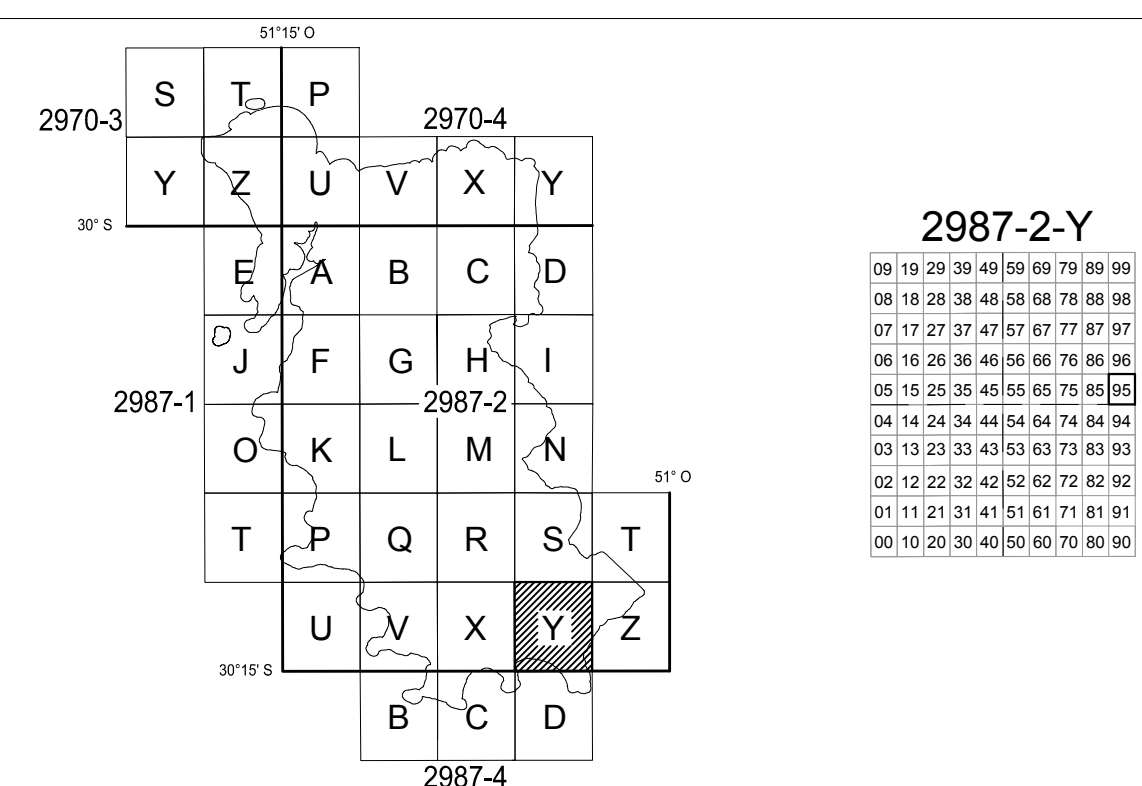 51°15' O
S T P
2970-3 2970-4
Y Z U V X Y
30° S
E A B C D
J F G H I
2987-1 2987-2
O K L M N
51° O
T P Q R S T
U V X Y Z
30°15' S
B C D
2987-4
2987-2-Y
09 19 29 39 49 59 69 79 89 99
08 18 28 38 48 58 68 78 88 98
07 17 27 37 47 57 67 77 87 97
06 16 26 36 46 56 66 76 86 96
05 15 25 35 45 55 65 75 85 95
04 14 24 34 44 54 64 74 84 94
03 13 23 33 43 53 63 73 83 93
02 12 22 32 42 52 62 72 82 92
01 11 21 31 41 51 61 71 81 91
00 10 20 30 40 50 60 70 80 90